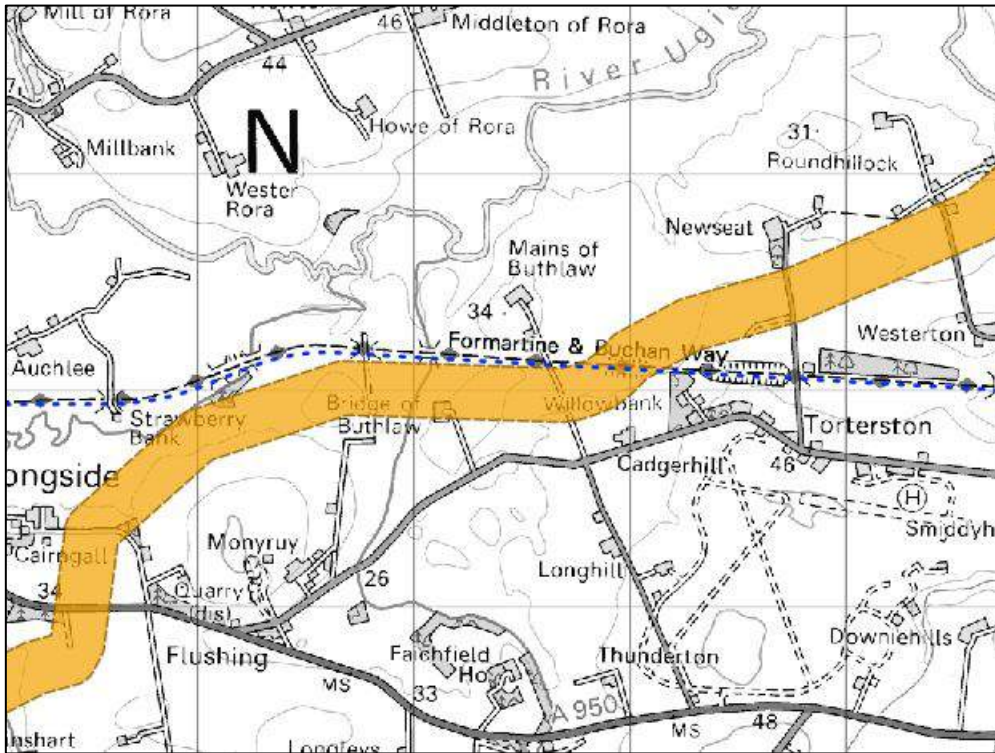 Mill of Rora
46
Middleton of Rora
44
River Ugie
Howe of Rora
N
Millbank
Wester
Rora
31
Roundhillock
Newseat
Mains of
Buthlaw
34
Formartine & Buchan Way
Westerton
Auchlee
Strawberry
Bank
Bridge of
Buthlaw
Willowbank
Torterston
ongside
Cadgerhill
46
H
Smiddyh
Cairngall
34
Monyruy
Quarry
(dis)
26
Longhill
Flushing
Faichfield
Ho
Thunderton
Downiehills
MS
33
A 950
MS
48
nshart
Longleys